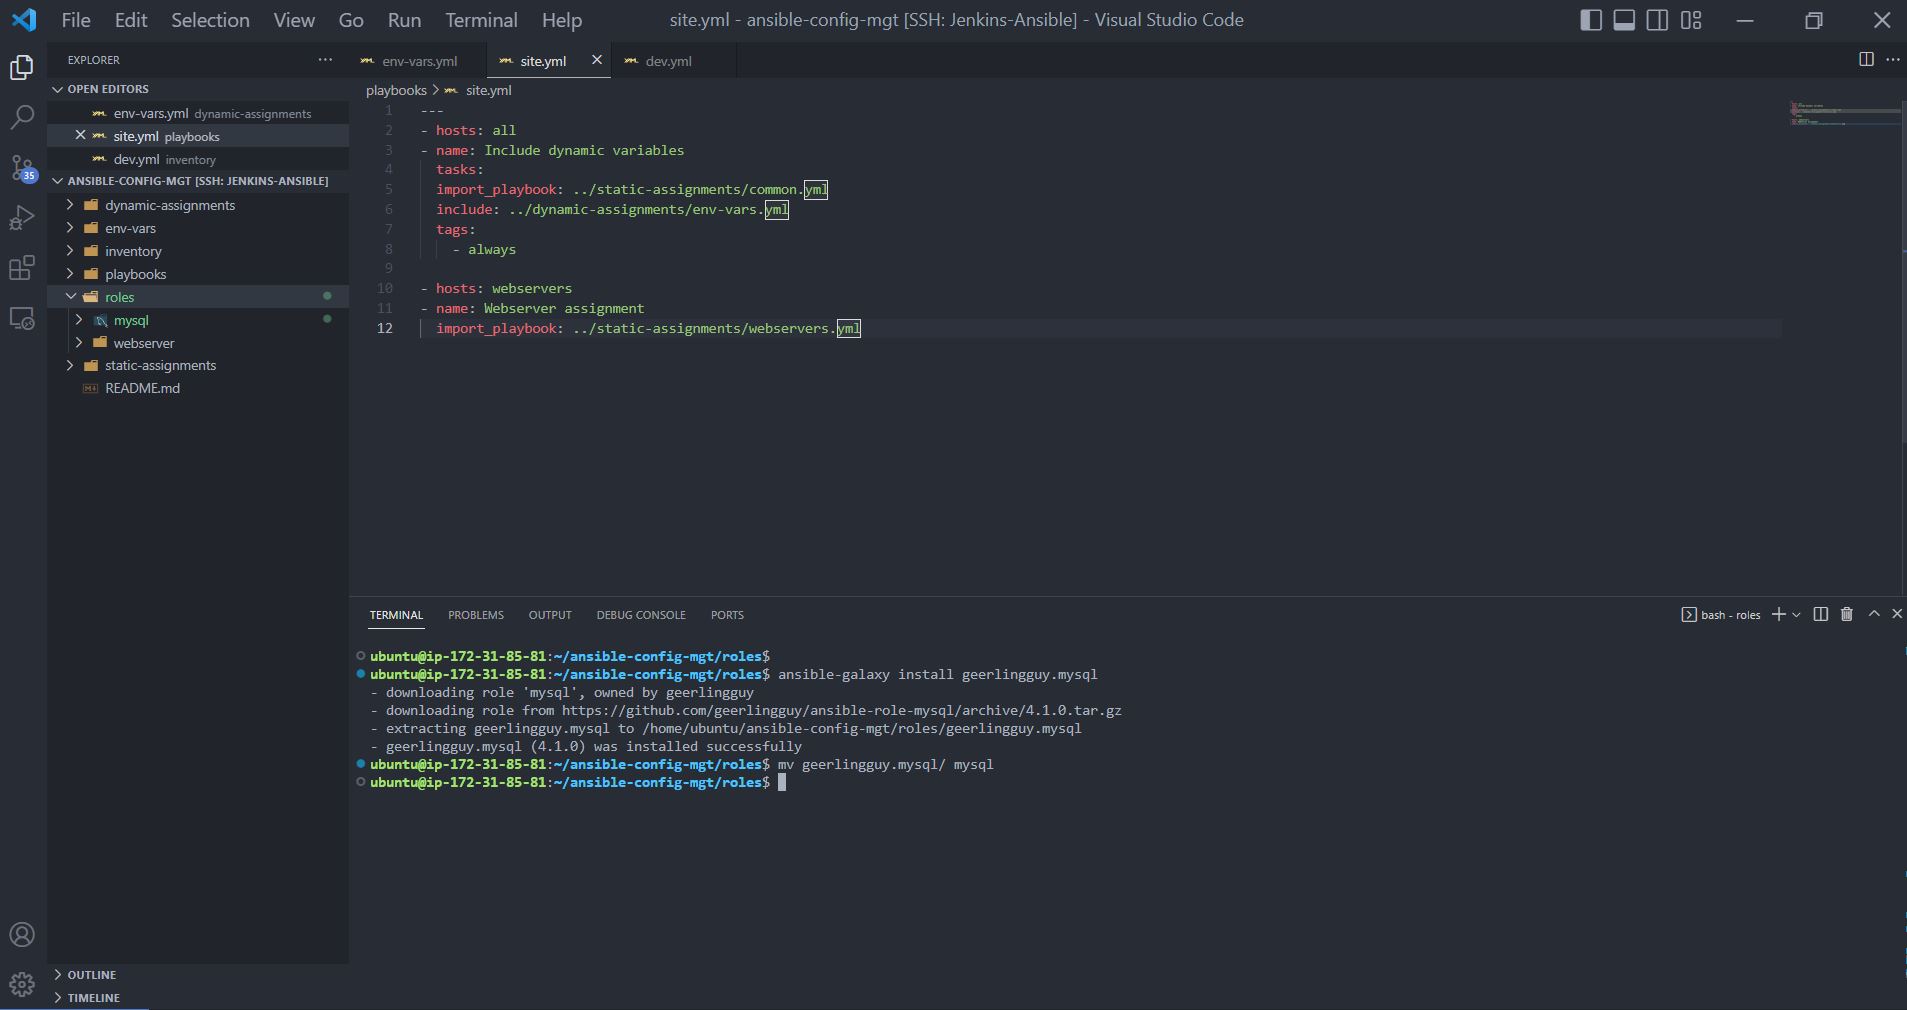 File Edit Selection View Go Run Terminal Help
site.yml - ansible-config-mgt [SSH: Jenkins-Ansible] - Visual Studio Code
EXPLORER
OPEN EDITORS
env-vars.yml dynamic-assignments
site.yml playbooks
dev.yml inventory
35
ANSIBLE-CONFIG-MGT [SSH: JENKINS-ANSIBLE]
dynamic-assignments
env-vars
inventory
playbooks
roles
mysql
webserver
static-assignments
README.md
OUTLINE
TIMELINE
env-vars.yml site.yml dev.yml
playbooks > site.yml
1 ---
2 - hosts: all
3 - name: Include dynamic variables
4 tasks:
5 import_playbook: ../static-assignments/common.yml
6 include: ../dynamic-assignments/env-vars.yml
7 tags:
8 - always
9
10 - hosts: webservers
11 - name: Webserver assignment
12 import_playbook: ../static-assignments/webservers.yml
TERMINAL PROBLEMS OUTPUT DEBUG CONSOLE PORTS
bash - roles
ubuntu@ip-172-31-85-81:~/ansible-config-mgt/roles$
ubuntu@ip-172-31-85-81:~/ansible-config-mgt/roles$ ansible-galaxy install geerlingguy.mysql
- downloading role 'mysql', owned by geerlingguy
- downloading role from https://github.com/geerlingguy/ansible-role-mysql/archive/4.1.0.tar.gz
- extracting geerlingguy.mysql to /home/ubuntu/ansible-config-mgt/roles/geerlingguy.mysql
- geerlingguy.mysql (4.1.0) was installed successfully
ubuntu@ip-172-31-85-81:~/ansible-config-mgt/roles$ mv geerlingguy.mysql/ mysql
ubuntu@ip-172-31-85-81:~/ansible-config-mgt/roles$